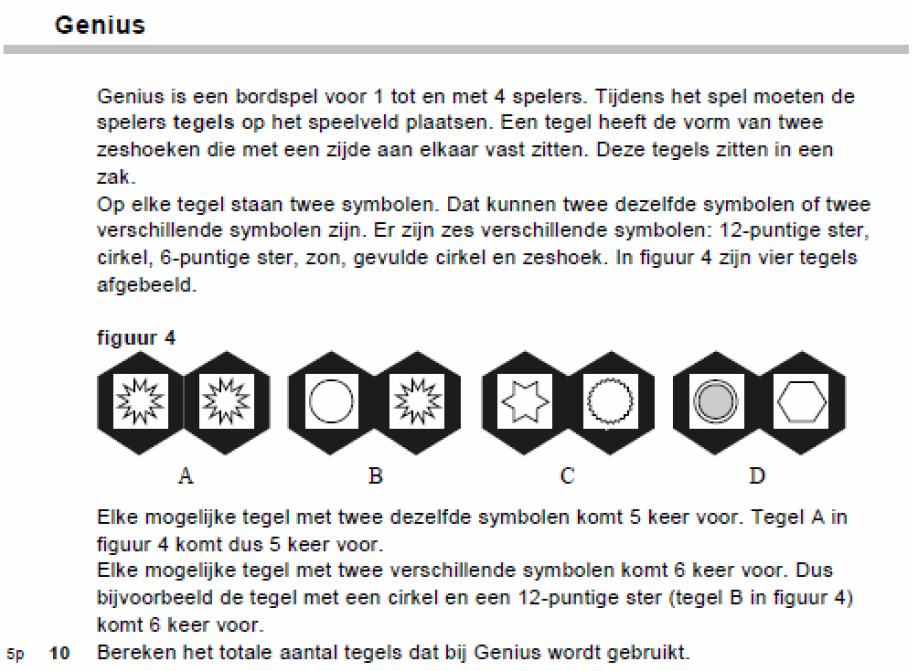 Genius
Genius is een bordspel voor 1 tot en met 4 spelers. Tijdens het spel moeten de
spelers tegels op het speelveld plaatsen. Een tegel heeft de vorm van twee
zeshoeken die met een zijde aan elkaar vast zitten. Deze tegels zitten in een
zak.
Op elke tegel staan twee symbolen. Dat kunnen twee dezelfde symbolen of twee
verschillende symbolen zijn. Er zijn zes verschillende symbolen: 12-puntige ster,
cirkel, 6-puntige ster, zon, gevulde cirkel en zeshoek. In figuur 4 zijn vier tegels
afgebeeld.
figuur 4
A B C D
Elke mogelijke tegel met twee dezelfde symbolen komt 5 keer voor. Tegel A in
figuur 4 komt dus 5 keer voor.
Elke mogelijke tegel met twee verschillende symbolen komt 6 keer voor. Dus
bijvoorbeeld de tegel met een cirkel en een 12-puntige ster (tegel B in figuur 4)
komt 6 keer voor.
5p 10 Bereken het totale aantal tegels dat bij Genius wordt gebruikt.